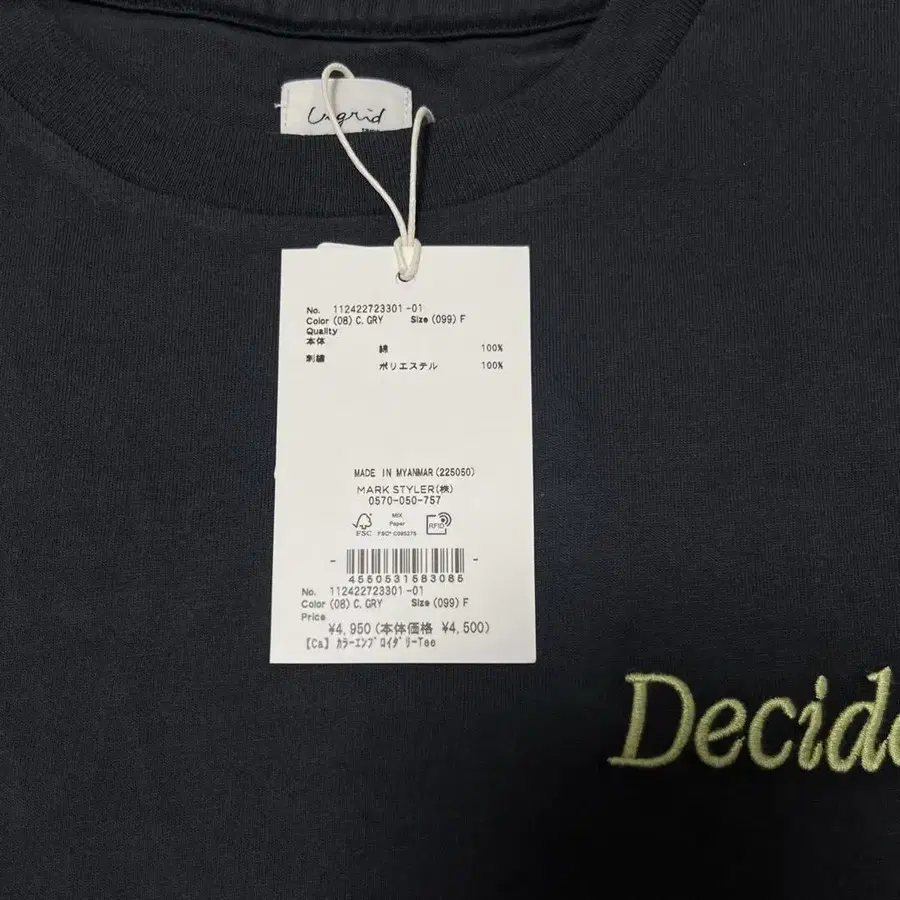 Ungrid
No. 112422723301-01
Color (08) C. GRY Size (099) F
Quality
本体 綿 100%
刺繍 ポリエステル 100%
MADE IN MYANMAR (225050)
MARK STYLER(株)
0570-050-757
MIX
Paper
FSC FSC® C095275
RFID
4550531583085
No. 112422723301-01
Color (08) C. GRY Size (099) F
Price
¥4,950 (本体価格 ¥4,500)
【Ca】カラーエンブロイダリーTee
Decide